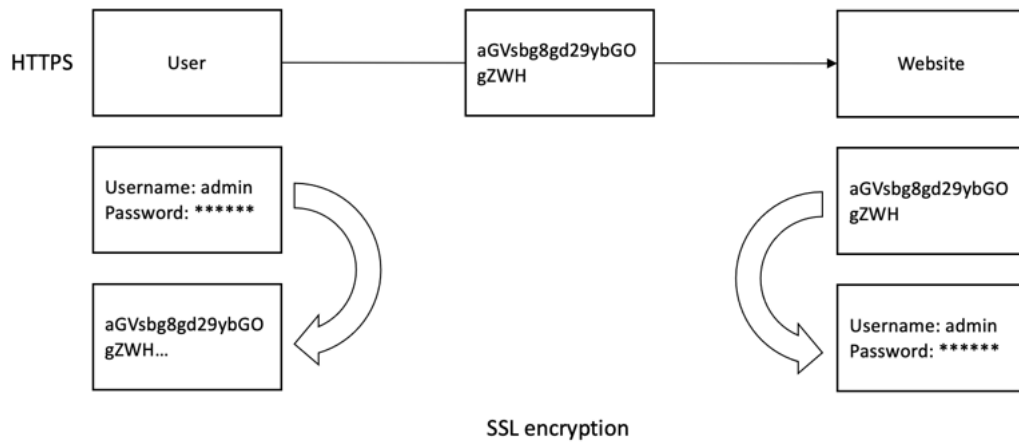 HTTPS
User
aGVsbg8gd29ybGO
gZWH
Website
Username: admin
Password: ******
aGVsbg8gd29ybGO
gZWH
aGVsbg8gd29ybGO
gZWH...
Username: admin
Password: ******
SSL encryption